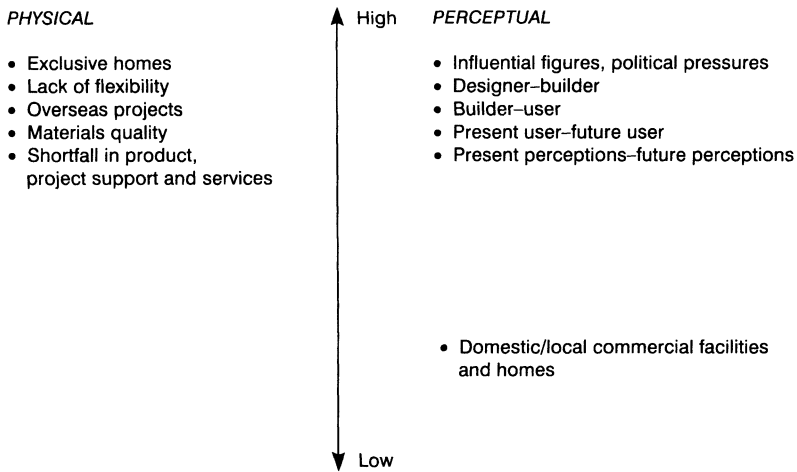 PHYSICAL
• Exclusive homes
• Lack of flexibility
• Overseas projects
• Materials quality
• Shortfall in product,
project support and services
High
PERCEPTUAL
• Influential figures, political pressures
• Designer–builder
• Builder–user
• Present user–future user
• Present perceptions–future perceptions
• Domestic/local commercial facilities
and homes
Low